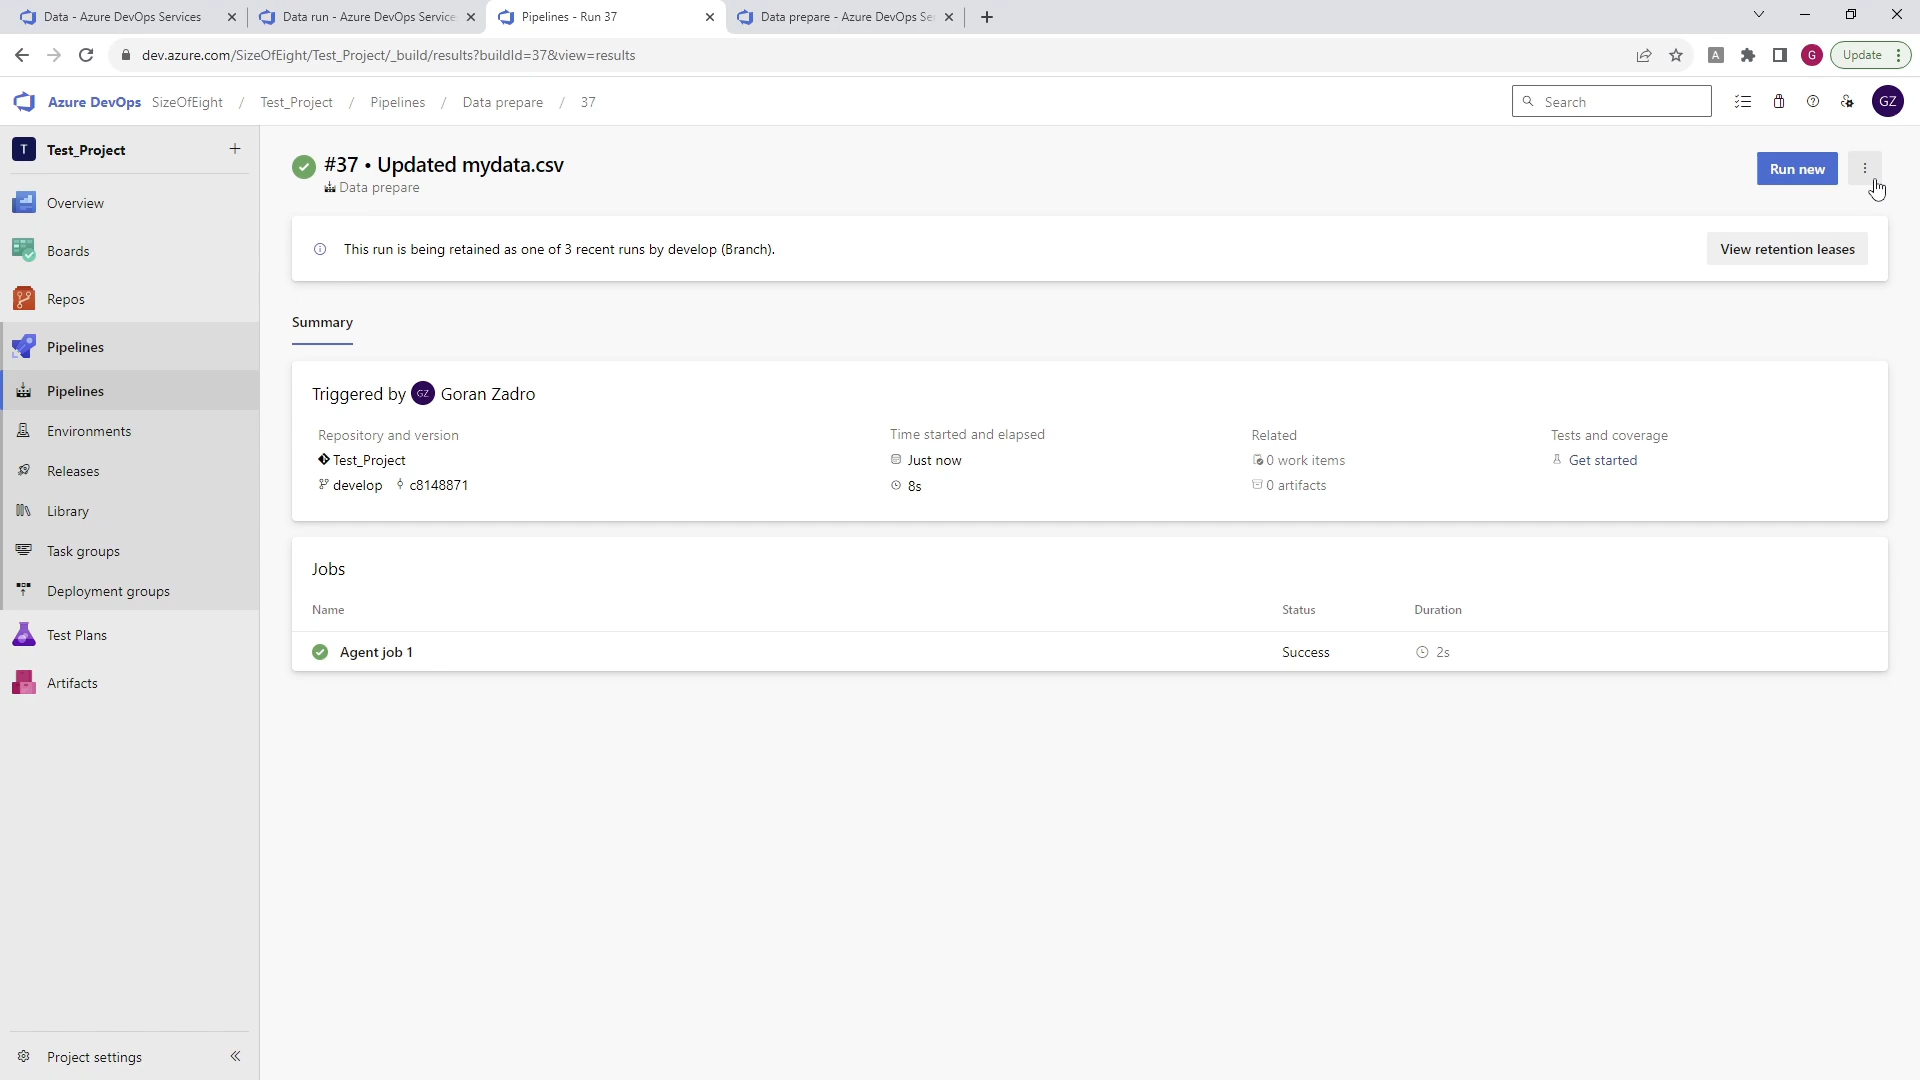 Data - Azure DevOps Services
Data run - Azure DevOps Service
Pipelines - Run 37
Data prepare - Azure DevOps Se
dev.azure.com/SizeOfEight/Test_Project/_build/results?buildId=37&view=results
A
G
Update
Azure DevOps SizeOfEight / Test_Project / Pipelines / Data prepare / 37
Search
GZ
T Test_Project
Overview
Boards
Repos
Pipelines
Pipelines
Environments
Releases
Library
Task groups
Deployment groups
Test Plans
Artifacts
Project settings
#37 • Updated mydata.csv
Data prepare
Run new
This run is being retained as one of 3 recent runs by develop (Branch).
View retention leases
Summary
Triggered by GZ Goran Zadro
Repository and version
Test_Project
develop c8148871
Time started and elapsed
Just now
8s
Related
0 work items
0 artifacts
Tests and coverage
Get started
Jobs
Name Status Duration
Agent job 1 Success 2s